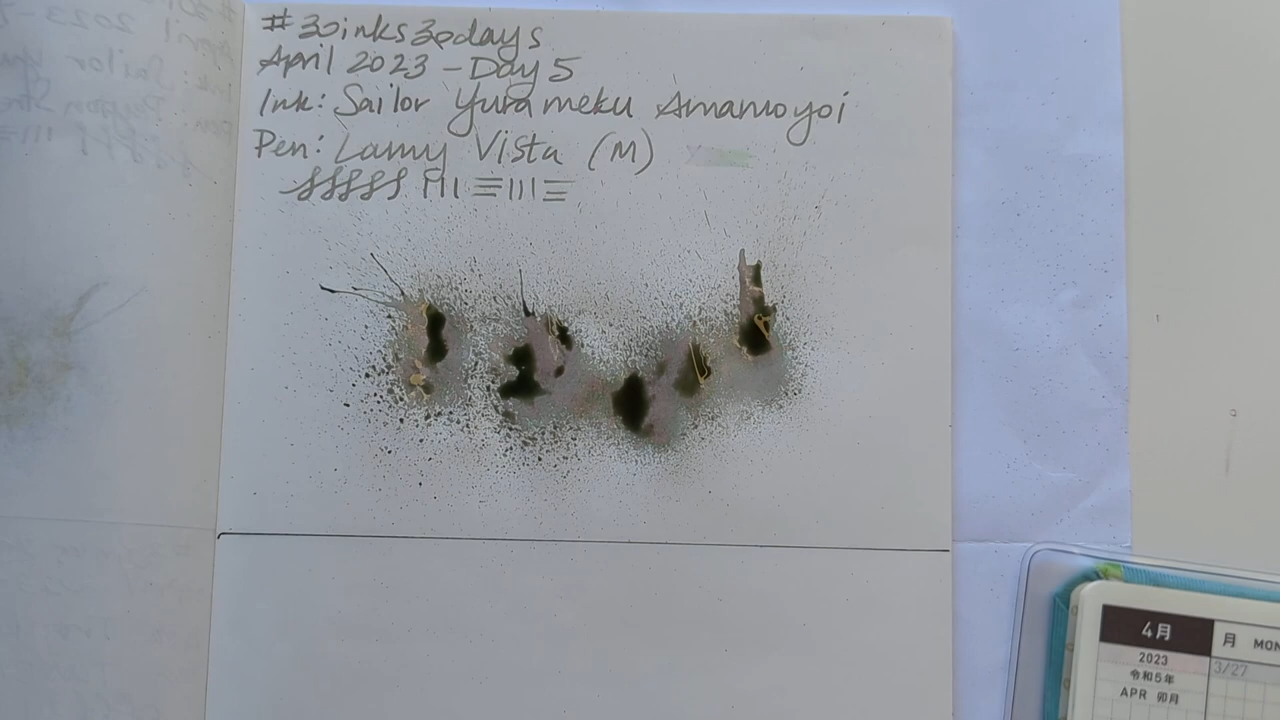 #30inks30days
April 2023 - Day 5
Ink: Sailor Yurameku Amamoyoi
Pen: Lamy Vista (M)
4月
月 MON
2023
3/27
令和5年
APR 卯月